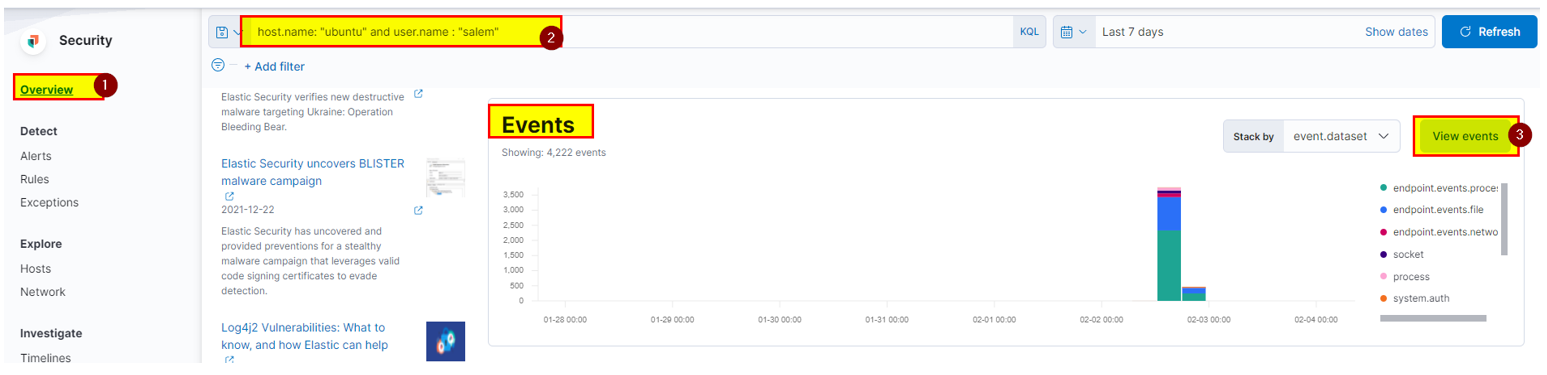 Security
Overview
1
Detect
Alerts
Rules
Exceptions
Explore
Hosts
Network
Investigate
Timelines
host.name: "ubuntu" and user.name : "salem"
2
KQL
Last 7 days
Show dates
Refresh
+ Add filter
Elastic Security verifies new destructive
malware targeting Ukraine: Operation
Bleeding Bear.
Elastic Security uncovers BLISTER
malware campaign
2021-12-22
Elastic Security has uncovered and
provided preventions for a stealthy
malware campaign that leverages valid
code signing certificates to evade
detection.
Log4j2 Vulnerabilities: What to
know, and how Elastic can help
Events
Showing: 4,222 events
Stack by
event.dataset
View events
3
3,500
3,000
2,500
2,000
1,500
1,000
500
0
01-28 00:00
01-29 00:00
01-30 00:00
01-31 00:00
02-01 00:00
02-02 00:00
02-03 00:00
02-04 00:00
endpoint.events.proces
endpoint.events.file
endpoint.events.netwo
socket
process
system.auth